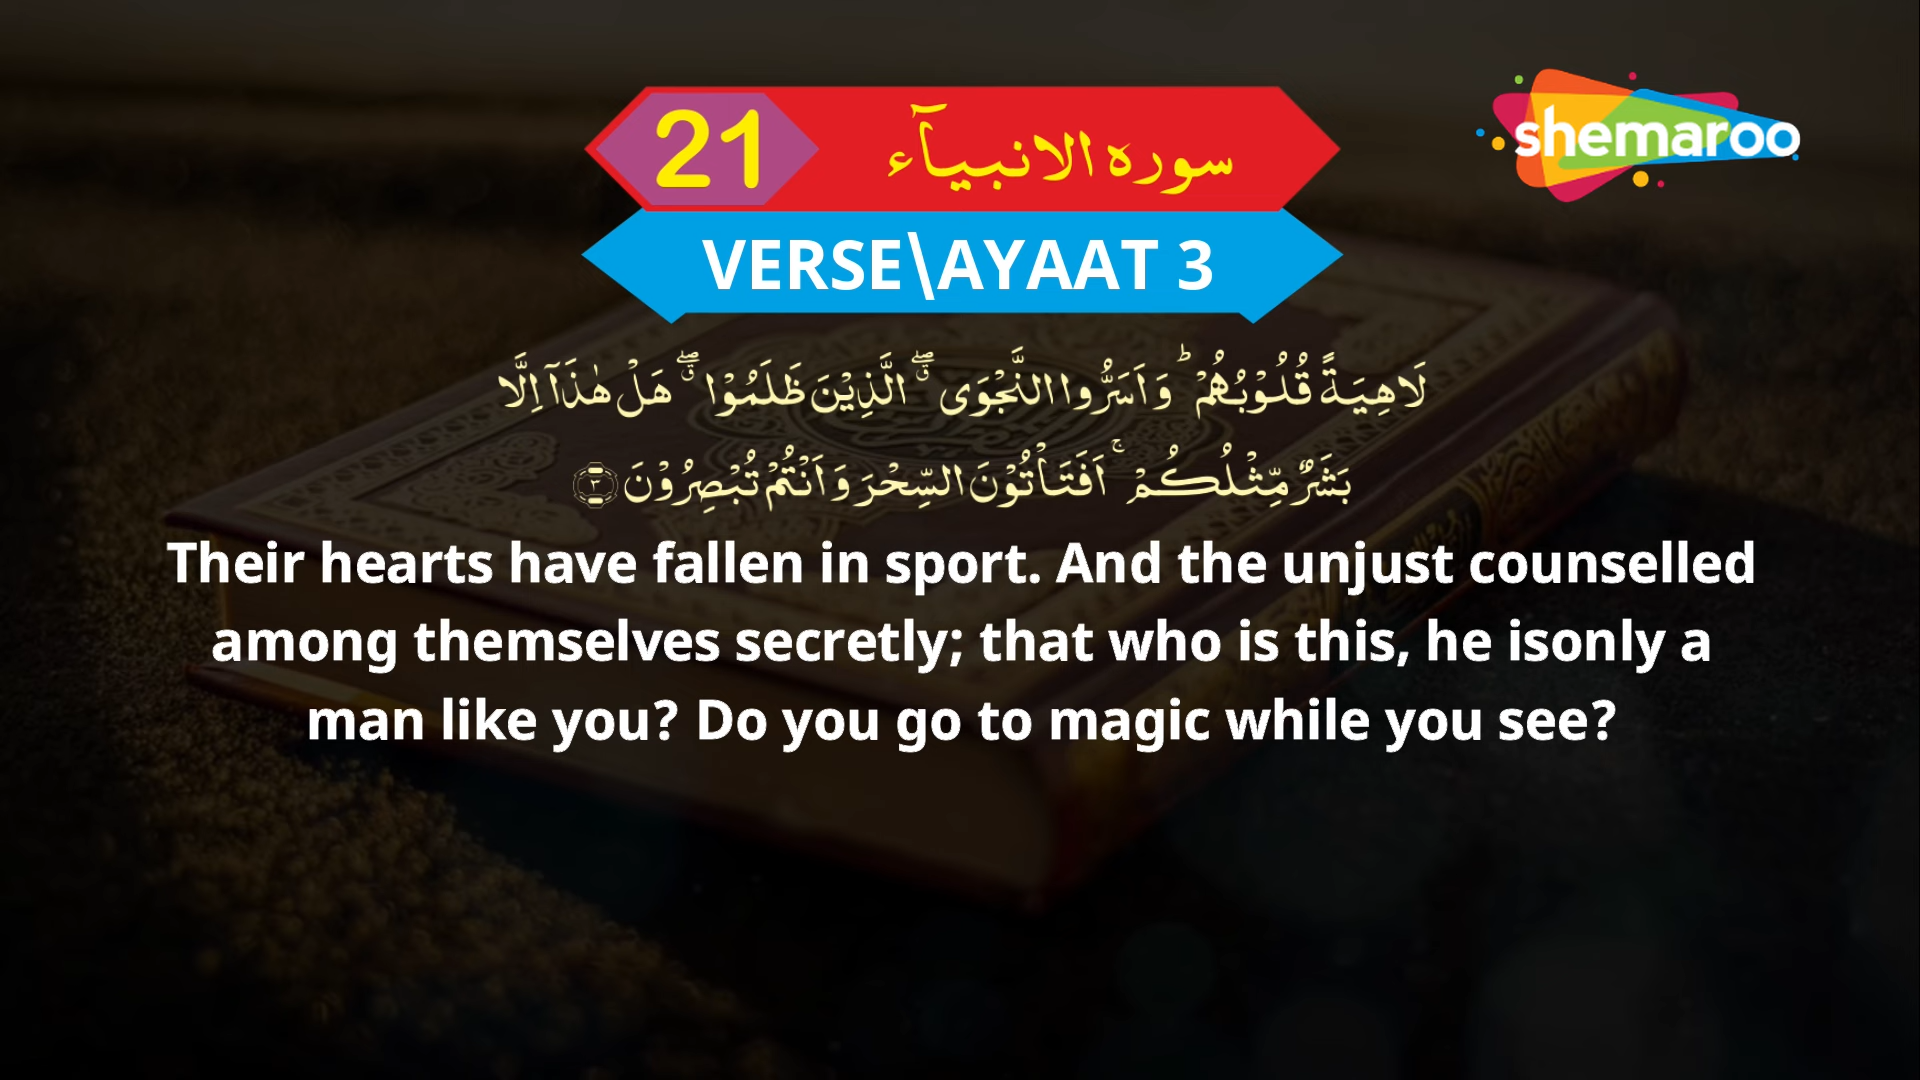 21 سوره الانبیآء
shemaroo
VERSE\AYAAT 3
لَاهِيَةً قُلُوۡبُهُمۡ‌ ؕ وَاَسَرُّوا النَّجۡوَى ۖۗ الَّذِيۡنَ ظَلَمُوۡا ۖۗ هَلۡ هٰذَاۤ اِلَّا
بَشَرٌ مِّثۡلُكُمۡ‌ ۚ اَفَتَاۡتُوۡنَ السِّحۡرَ وَاَنۡتُمۡ تُبۡصِرُوۡنَ ۝۳
Their hearts have fallen in sport. And the unjust counselled
among themselves secretly; that who is this, he isonly a
man like you? Do you go to magic while you see?